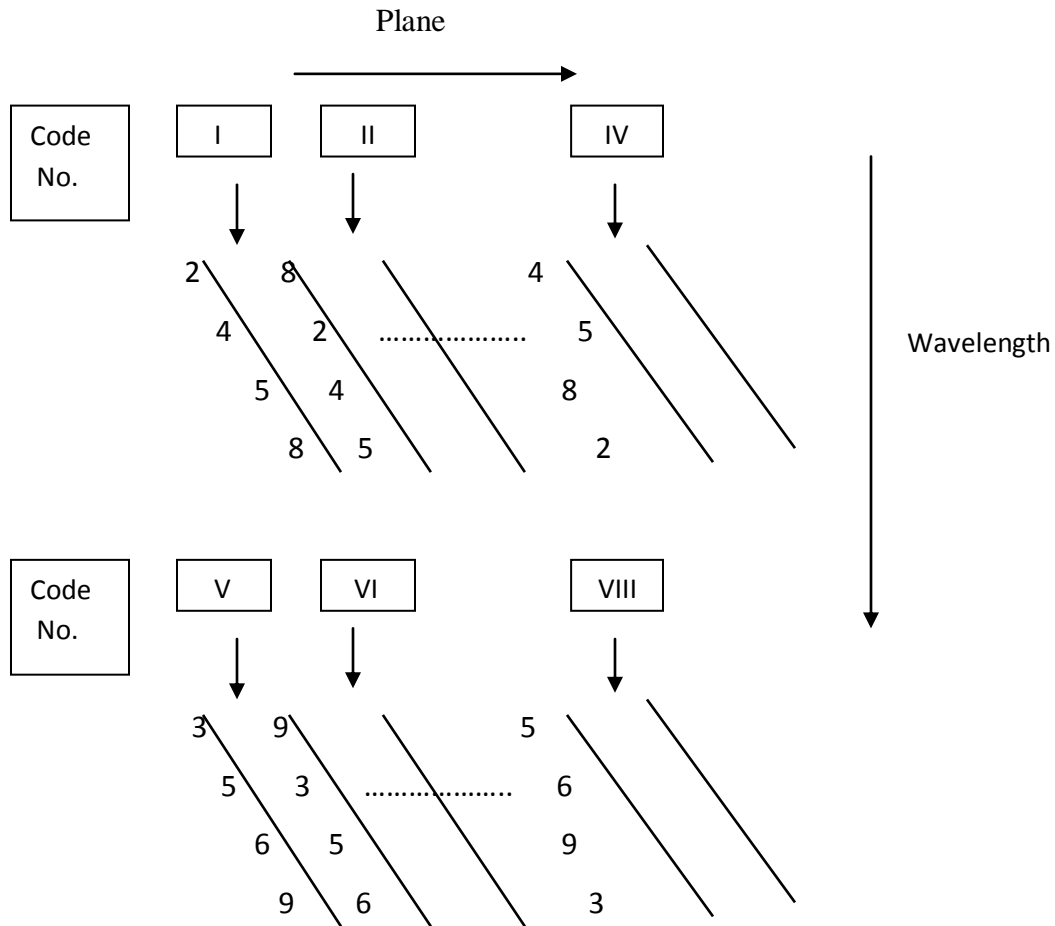 Plane
Code No. I II IV
2 8 4
4 2 ……………….. 5
Wavelength
5 4 8
8 5 2
Code No. V VI VIII
3 9 5
5 3 ……………….. 6
6 5 9
9 6 3